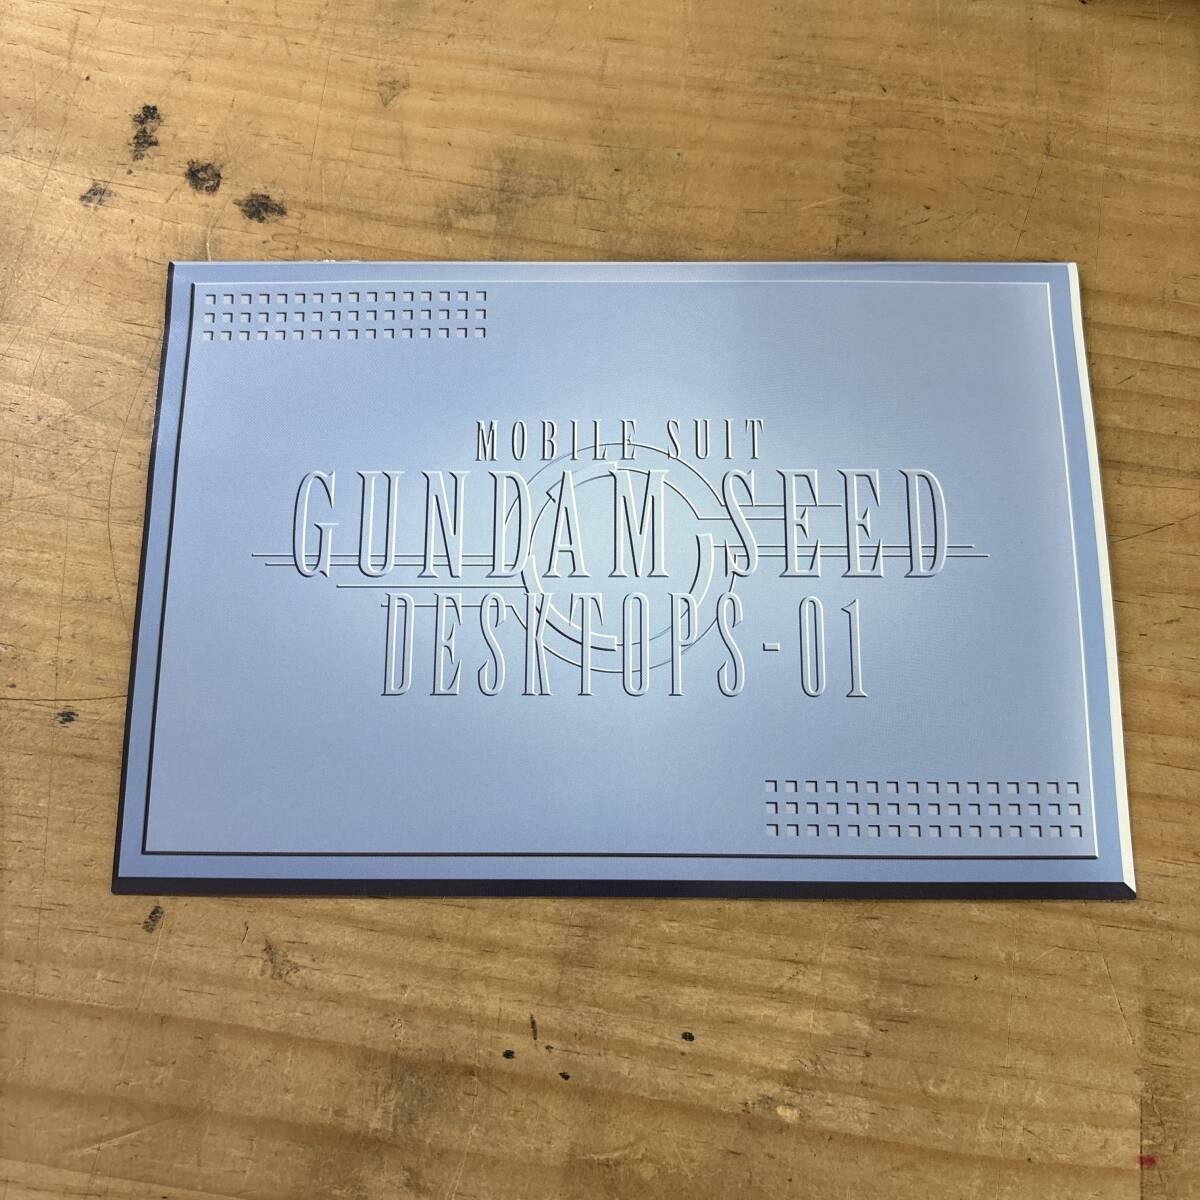 MOBILE SUIT
GUNDAM SEED
DESKTOPS-01